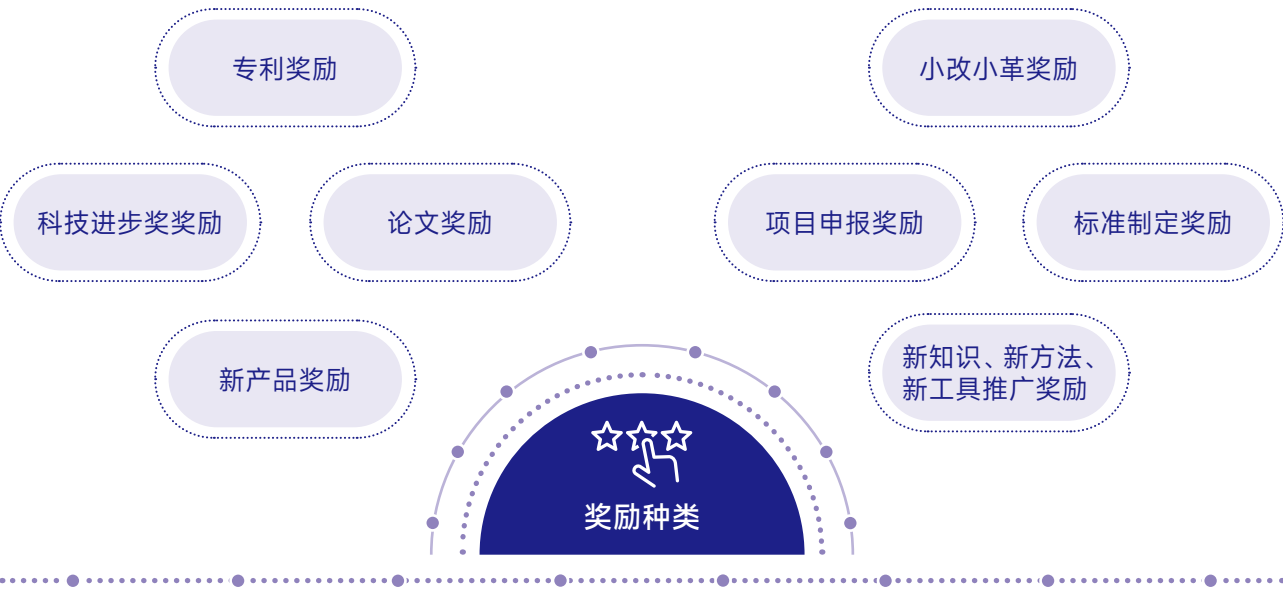 专利奖励
小改小革奖励
科技进步奖奖励
论文奖励
项目申报奖励
标准制定奖励
新产品奖励
新知识、新方法、
新工具推广奖励
奖励种类